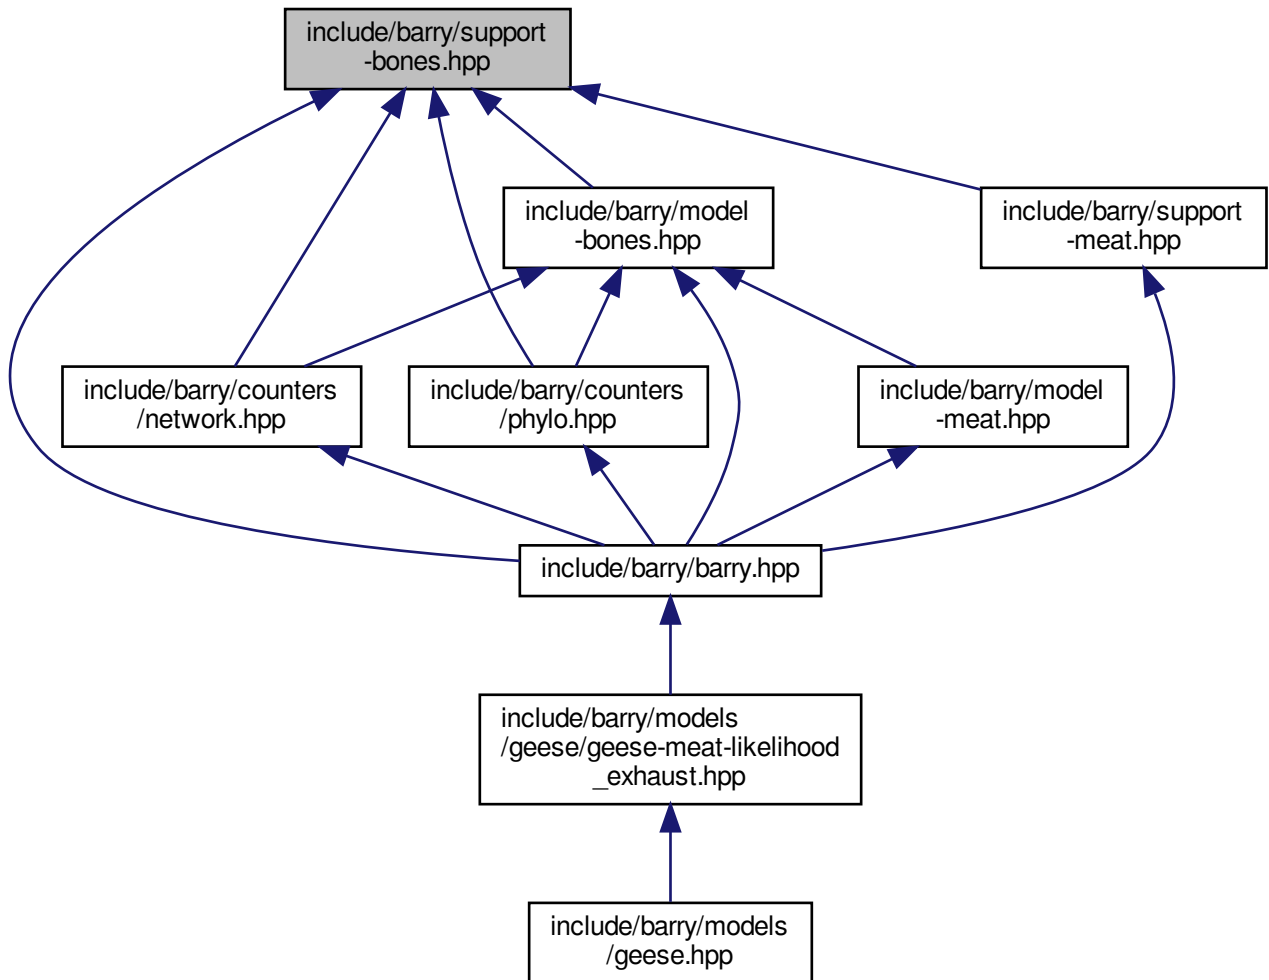 include/barry/support
-bones.hpp
include/barry/model
-bones.hpp
include/barry/support
-meat.hpp
include/barry/counters
/network.hpp
include/barry/counters
/phylo.hpp
include/barry/model
-meat.hpp
include/barry/barry.hpp
include/barry/models
/geese/geese-meat-likelihood
_exhaust.hpp
include/barry/models
/geese.hpp